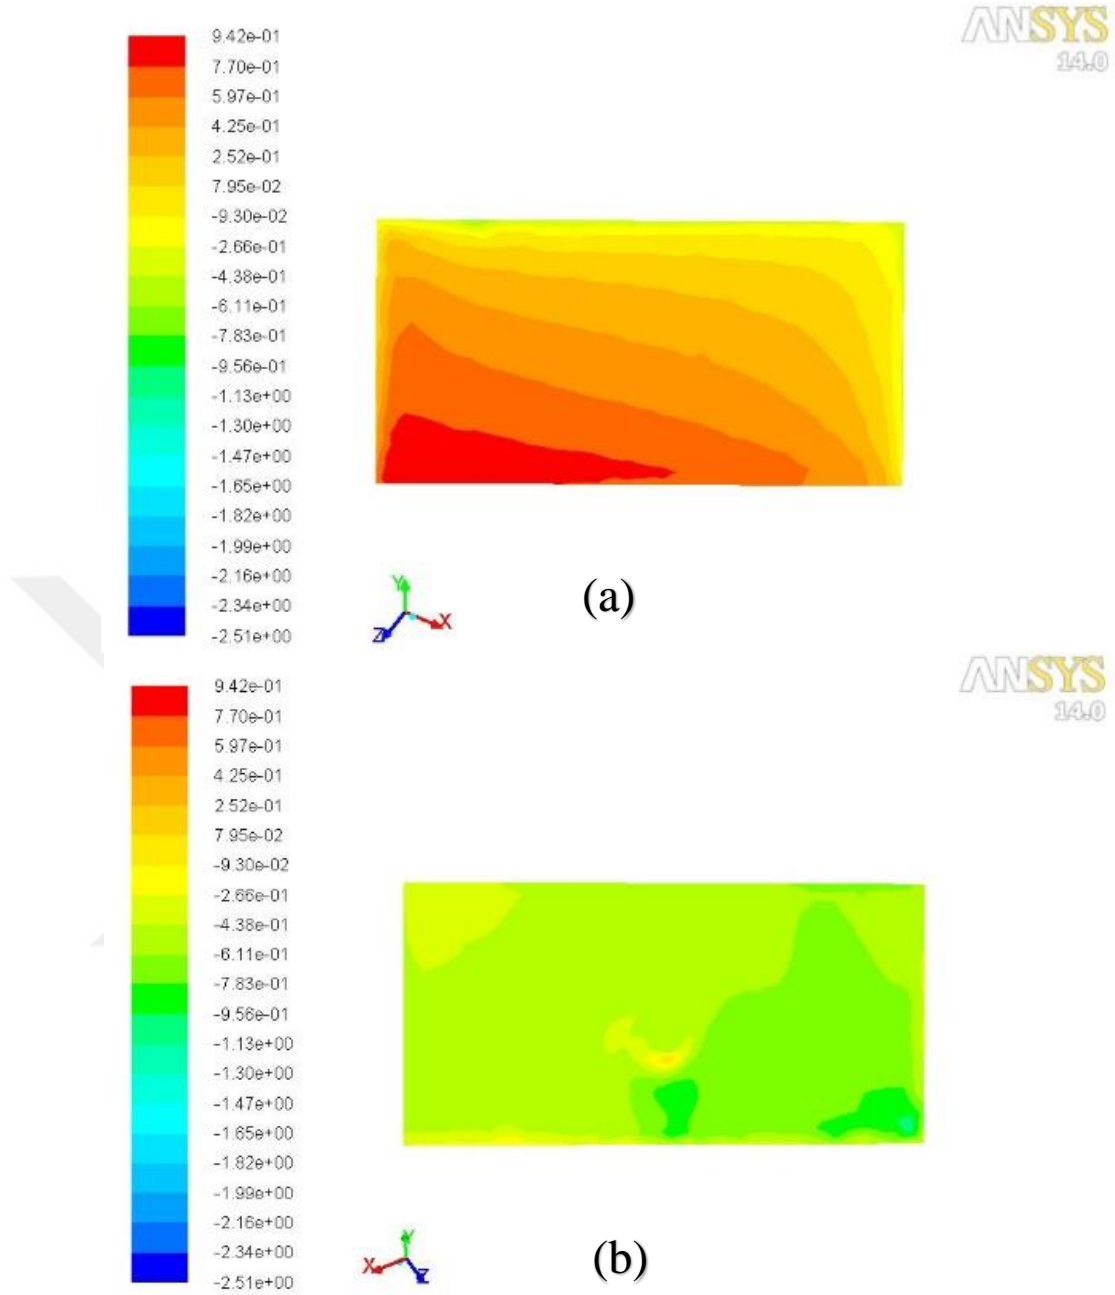 ANSYS
14.0
9.42e-01
7.70e-01
5.97e-01
4.25e-01
2.52e-01
7.95e-02
-9.30e-02
-2.66e-01
-4.38e-01
-6.11e-01
-7.83e-01
-9.56e-01
-1.13e+00
-1.30e+00
-1.47e+00
-1.65e+00
-1.82e+00
-1.99e+00
-2.16e+00
-2.34e+00
-2.51e+00
Y
X
Z
(a)
ANSYS
14.0
9.42e-01
7.70e-01
5.97e-01
4.25e-01
2.52e-01
7.95e-02
-9.30e-02
-2.66e-01
-4.38e-01
-6.11e-01
-7.83e-01
-9.56e-01
-1.13e+00
-1.30e+00
-1.47e+00
-1.65e+00
-1.82e+00
-1.99e+00
-2.16e+00
-2.34e+00
-2.51e+00
Y
X
Z
(b)